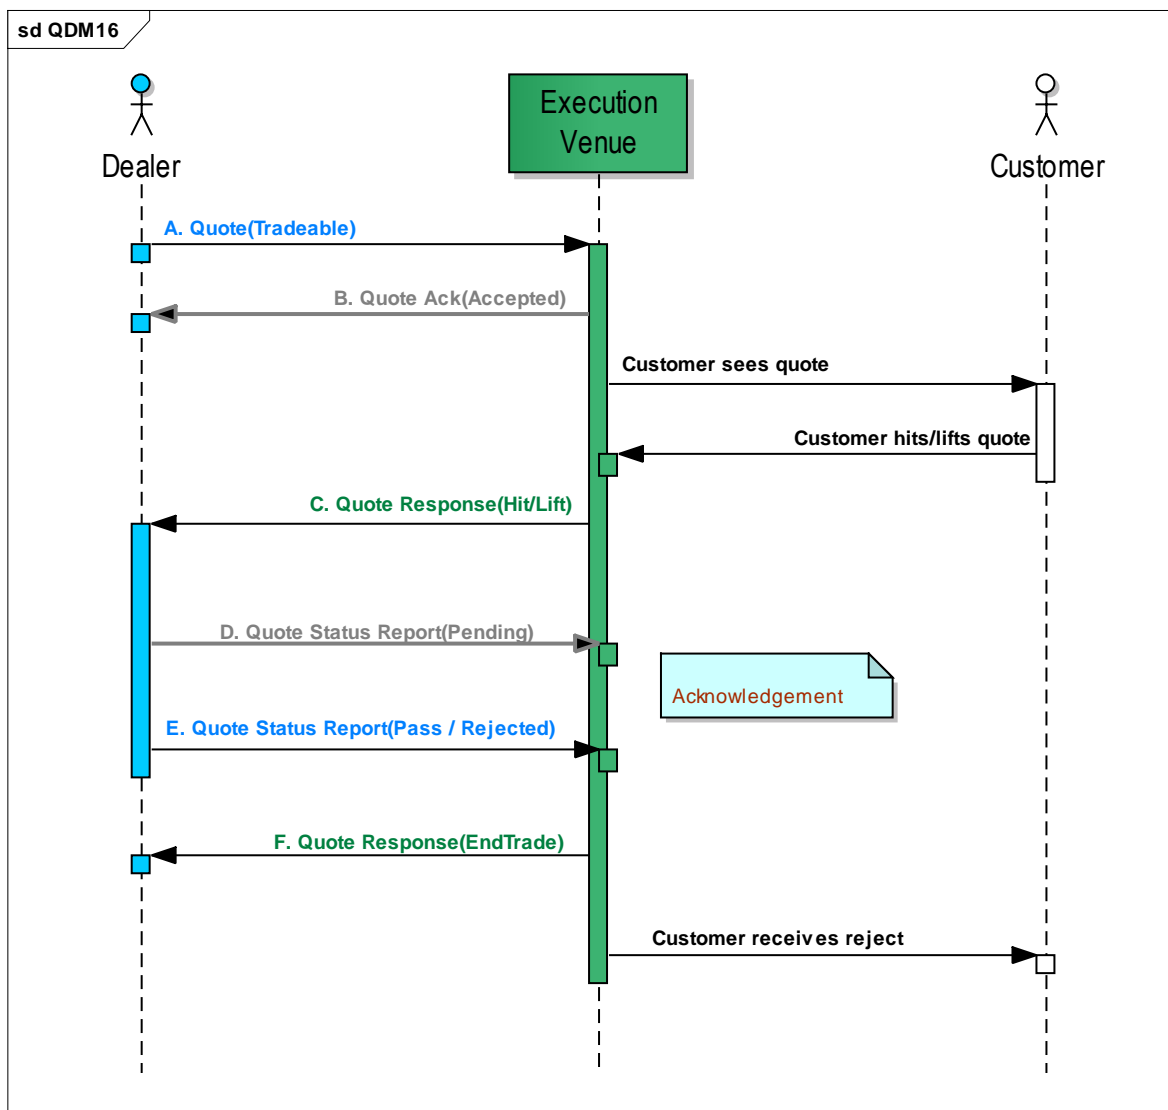 sd QDM16
Execution
Venue
Dealer
Customer
A. Quote(Tradeable)
B. Quote Ack(Accepted)
Customer sees quote
Customer hits/lifts quote
C. Quote Response(Hit/Lift)
D. Quote Status Report(Pending)
Acknowledgement
E. Quote Status Report(Pass / Rejected)
F. Quote Response(EndTrade)
Customer receives reject